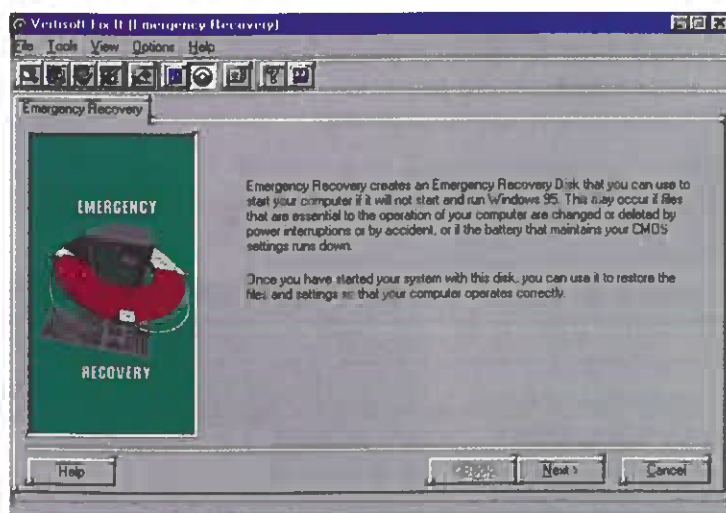 Vertisoft Fix It [Emergency Recovery]
File Tools View Options Help
Emergency Recovery
EMERGENCY
RECOVERY
Emergency Recovery creates an Emergency Recovery Disk that you can use to
start your computer if it will not start and run Windows 95. This may occur if files
that are essential to the operation of your computer are changed or deleted by
power interruptions or by accident, or if the battery that maintains your CMOS
settings runs down.
Once you have started your system with this disk, you can use it to restore the
files and settings so that your computer operates correctly.
Help
Next >
Cancel